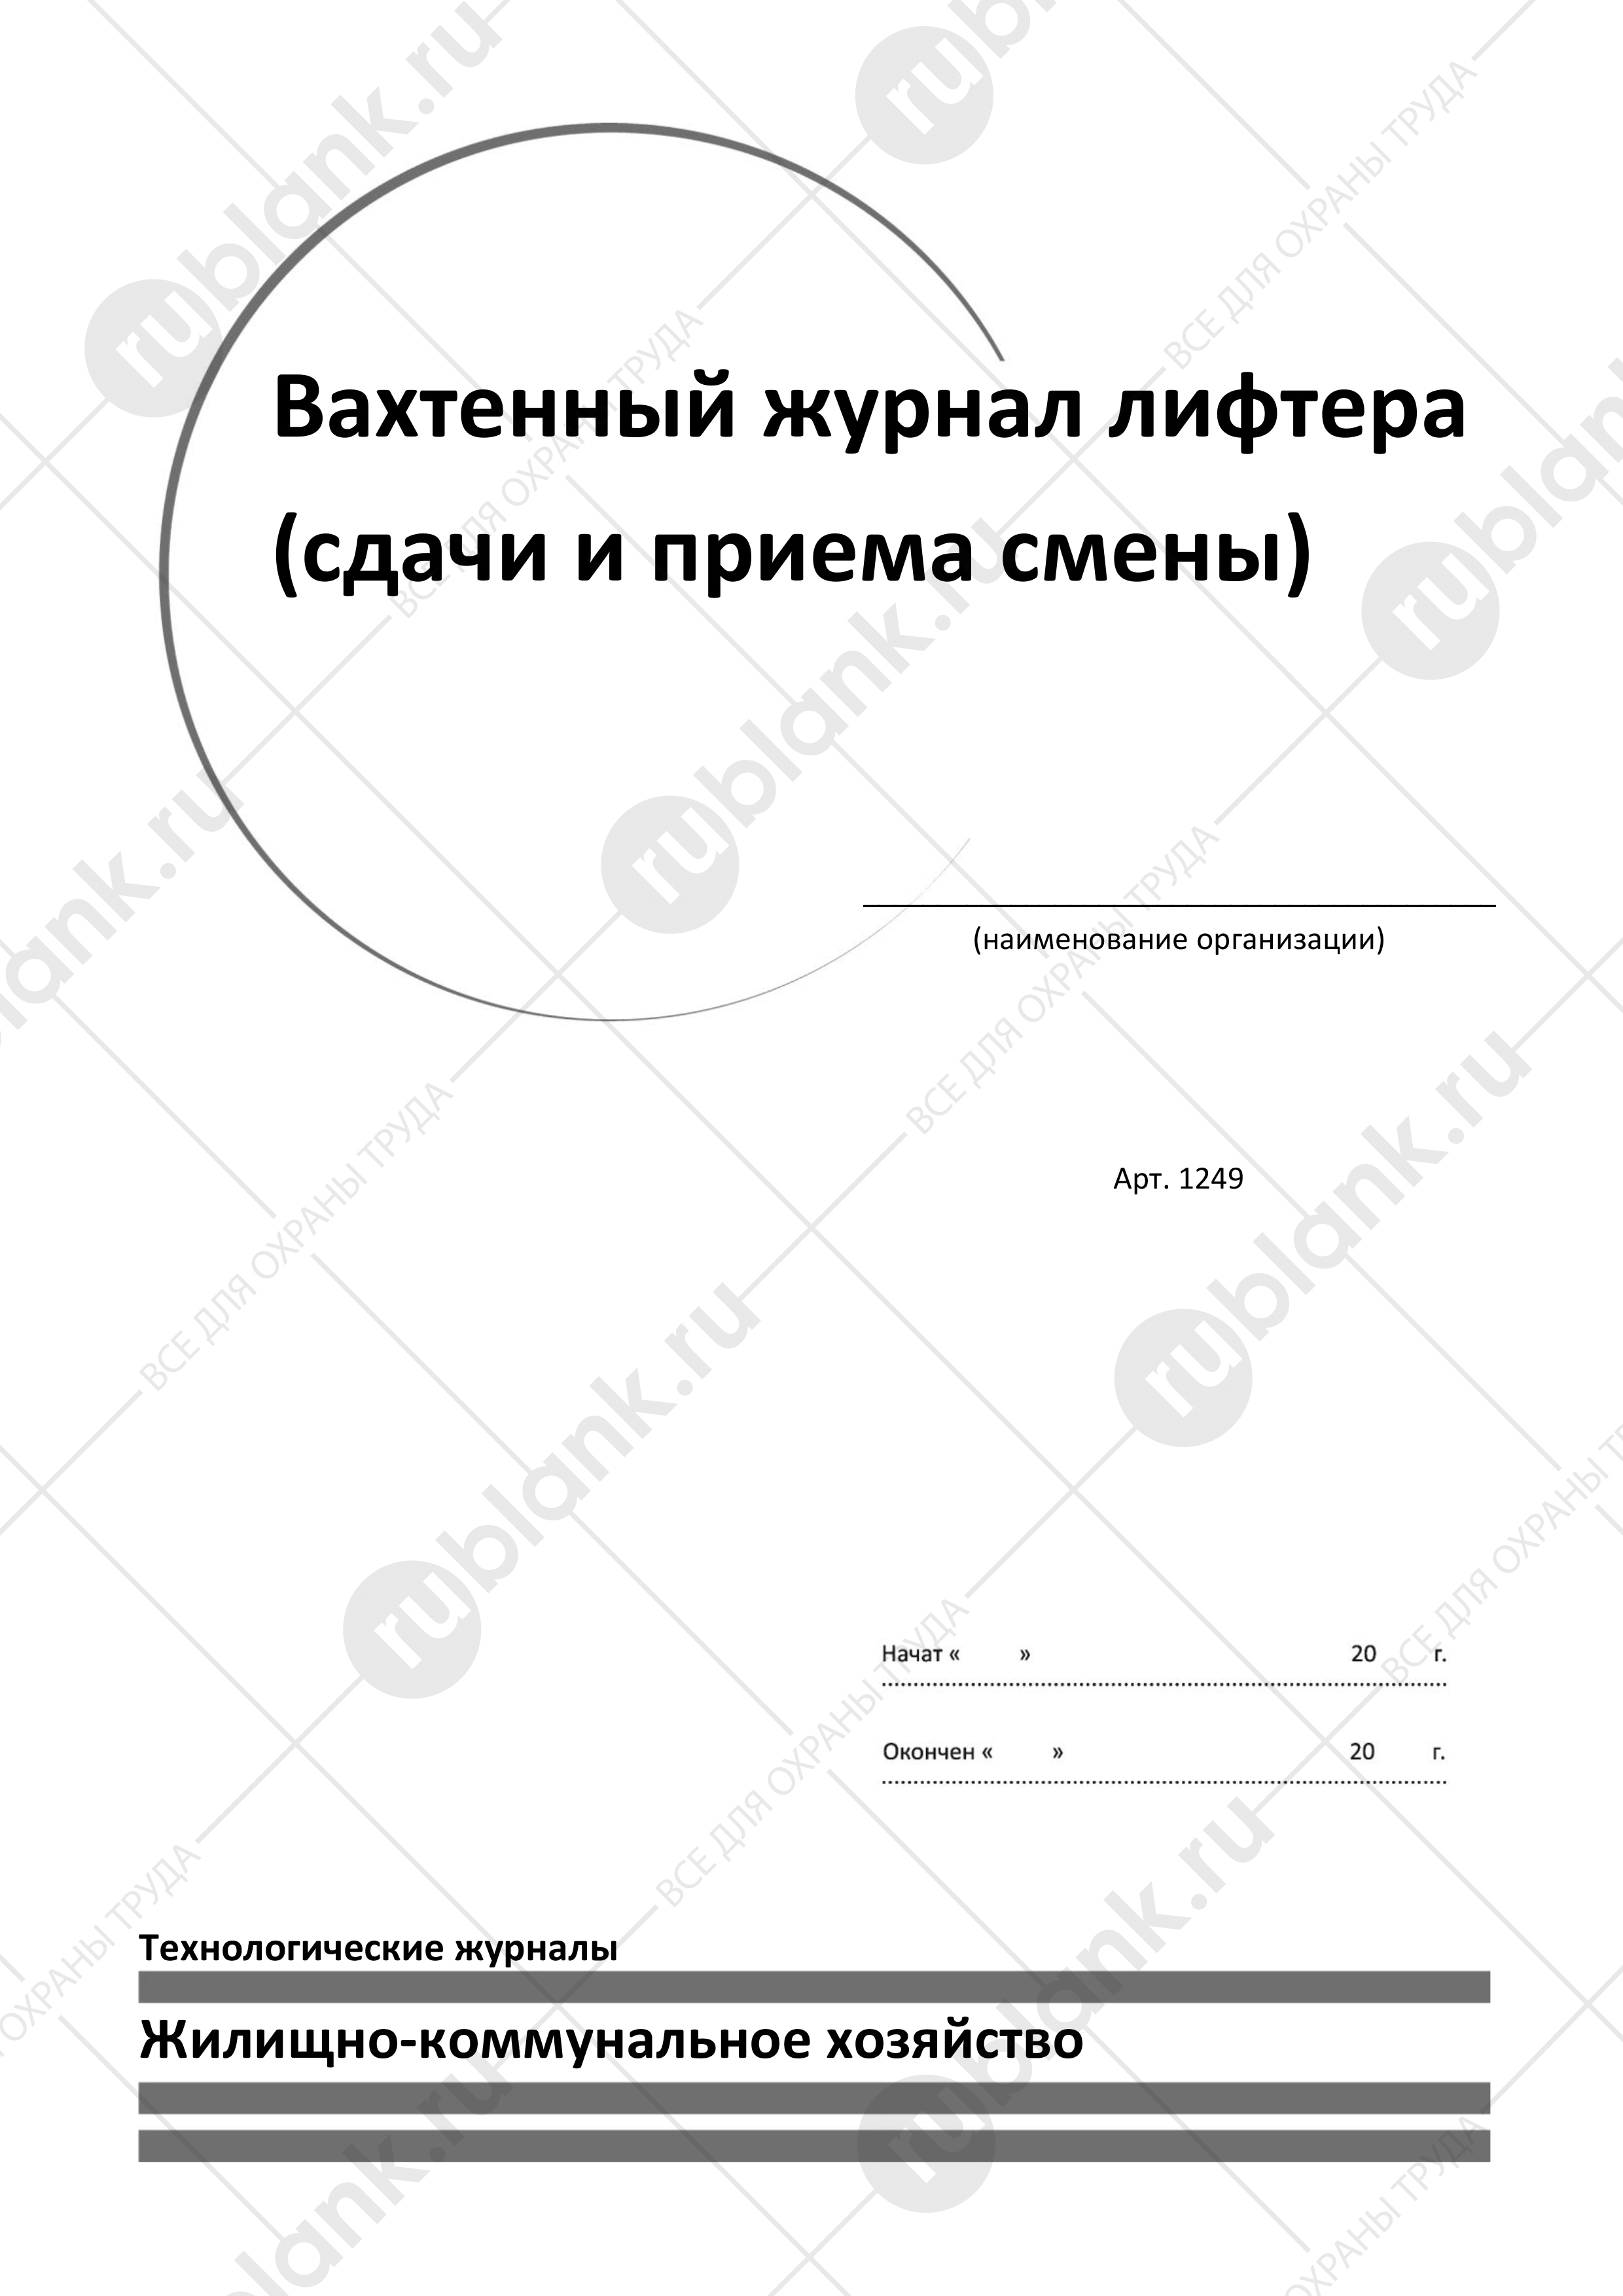 Вахтенный журнал лифтера
(сдачи и приема смены)
(наименование организации)
Арт. 1249
Начат « » 20 г.
Окончен « » 20 г.
Технологические журналы
Жилищно-коммунальное хозяйство
rublank.ru
ВСЕ ДЛЯ ОХРАНЫ ТРУДА